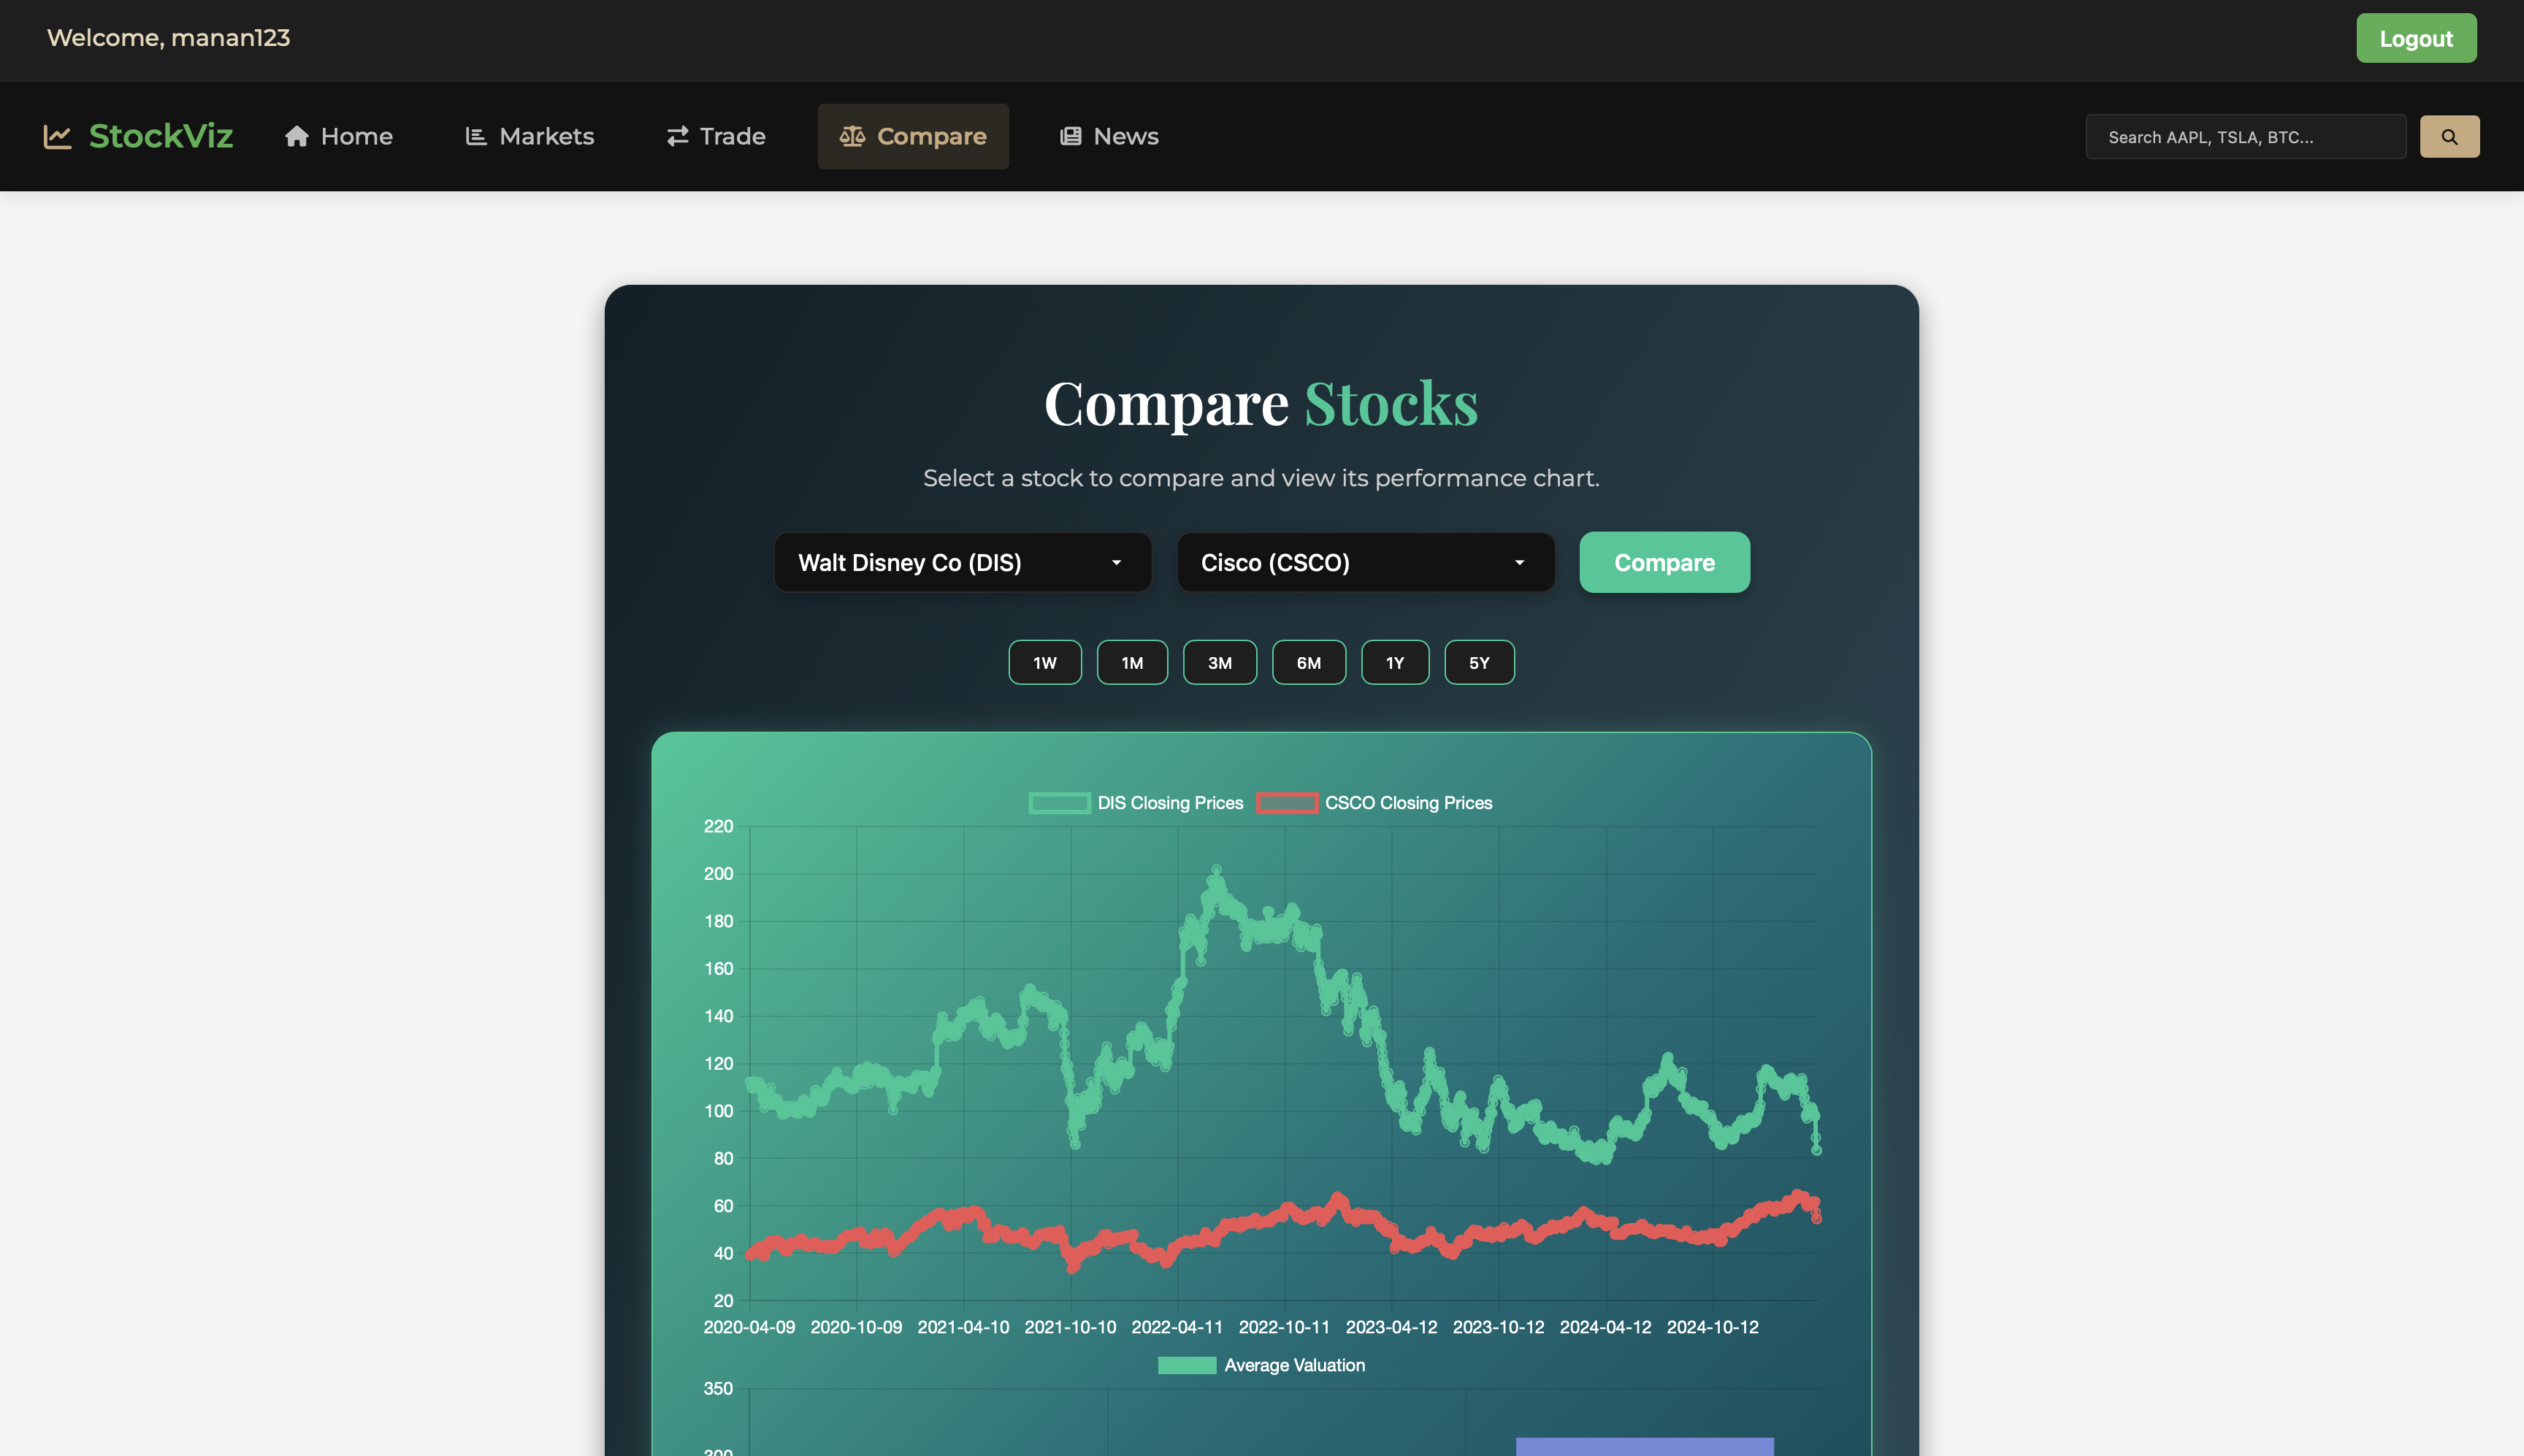 Welcome, manan123
Logout
StockViz
Home
Markets
Trade
Compare
News
Search AAPL, TSLA, BTC...
Compare Stocks
Select a stock to compare and view its performance chart.
Walt Disney Co (DIS)
Cisco (CSCO)
Compare
1W
1M
3M
6M
1Y
5Y
DIS Closing Prices
CSCO Closing Prices
220
200
180
160
140
120
100
80
60
40
20
2020-04-09 2020-10-09 2021-04-10 2021-10-10 2022-04-11 2022-10-11 2023-04-12 2023-10-12 2024-04-12 2024-10-12
Average Valuation
350
300